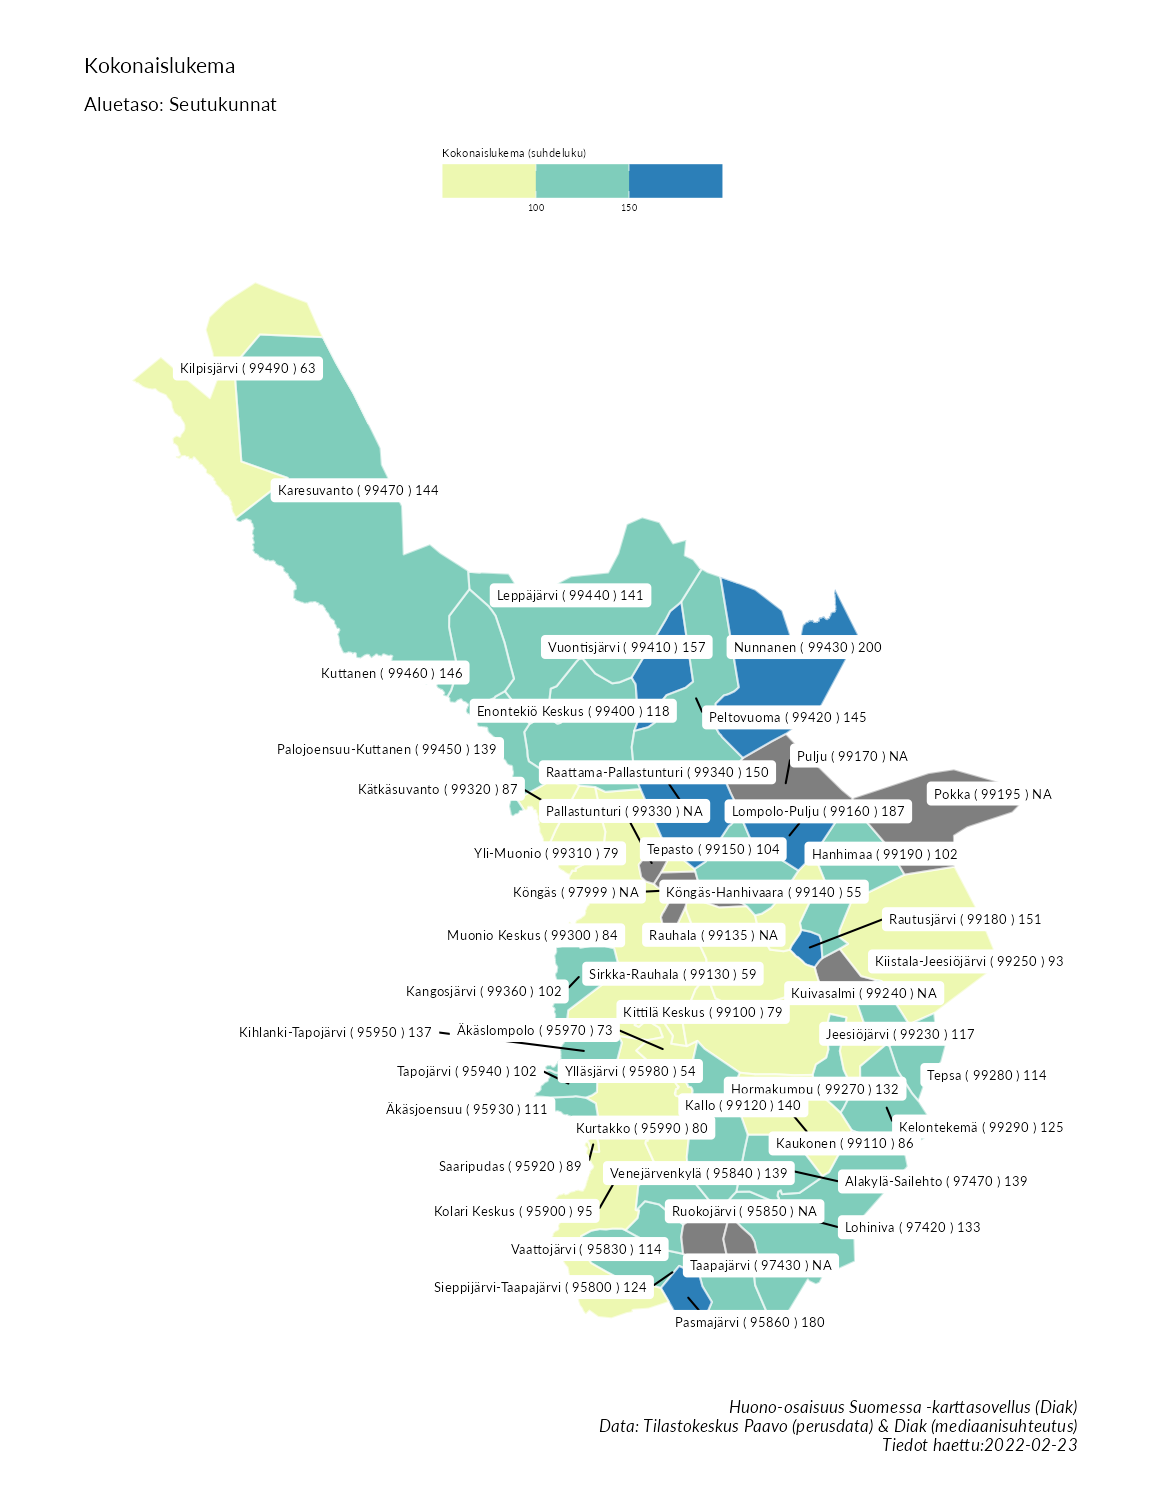 Kokonaislukema
Aluetaso: Seutukunnat
Kokonaislukema (suhdeluku)
100 150
Kilpisjärvi ( 99490 ) 63
Karesuvanto ( 99470 ) 144
Leppäjärvi ( 99440 ) 141
Vuontisjärvi ( 99410 ) 157
Nunnanen ( 99430 ) 200
Kuttanen ( 99460 ) 146
Enontekiö Keskus ( 99400 ) 118
Peltovuoma ( 99420 ) 145
Palojoensuu-Kuttanen ( 99450 ) 139
Pulju ( 99170 ) NA
Raattama-Pallastunturi ( 99340 ) 150
Kätkäsuvanto ( 99320 ) 87
Pokka ( 99195 ) NA
Pallastunturi ( 99330 ) NA
Lompolo-Pulju ( 99160 ) 187
Yli-Muonio ( 99310 ) 79
Tepasto ( 99150 ) 104
Hanhimaa ( 99190 ) 102
Köngäs ( 97999 ) NA
Köngäs-Hanhivaara ( 99140 ) 55
Rautusjärvi ( 99180 ) 151
Muonio Keskus ( 99300 ) 84
Rauhala ( 99135 ) NA
Kiistala-Jeesiöjärvi ( 99250 ) 93
Sirkka-Rauhala ( 99130 ) 59
Kangosjärvi ( 99360 ) 102
Kuivasalmi ( 99240 ) NA
Kittilä Keskus ( 99100 ) 79
Kihlanki-Tapojärvi ( 95950 ) 137
Äkäslompolo ( 95970 ) 73
Jeesiöjärvi ( 99230 ) 117
Tapojärvi ( 95940 ) 102
Ylläsjärvi ( 95980 ) 54
Tepsa ( 99280 ) 114
Hormakumpu ( 99270 ) 132
Äkäsjoensuu ( 95930 ) 111
Kallo ( 99120 ) 140
Kurtakko ( 95990 ) 80
Kelontekemä ( 99290 ) 125
Kaukonen ( 99110 ) 86
Saaripudas ( 95920 ) 89
Venejärvenkylä ( 95840 ) 139
Alakylä-Sailehto ( 97470 ) 139
Kolari Keskus ( 95900 ) 95
Ruokojärvi ( 95850 ) NA
Lohiniva ( 97420 ) 133
Vaattojärvi ( 95830 ) 114
Taapajärvi ( 97430 ) NA
Sieppijärvi-Taapajärvi ( 95800 ) 124
Pasmajärvi ( 95860 ) 180
Huono-osaisuus Suomessa -karttasovellus (Diak)
Data: Tilastokeskus Paavo (perusdata) & Diak (mediaanisuhteutus)
Tiedot haettu:2022-02-23